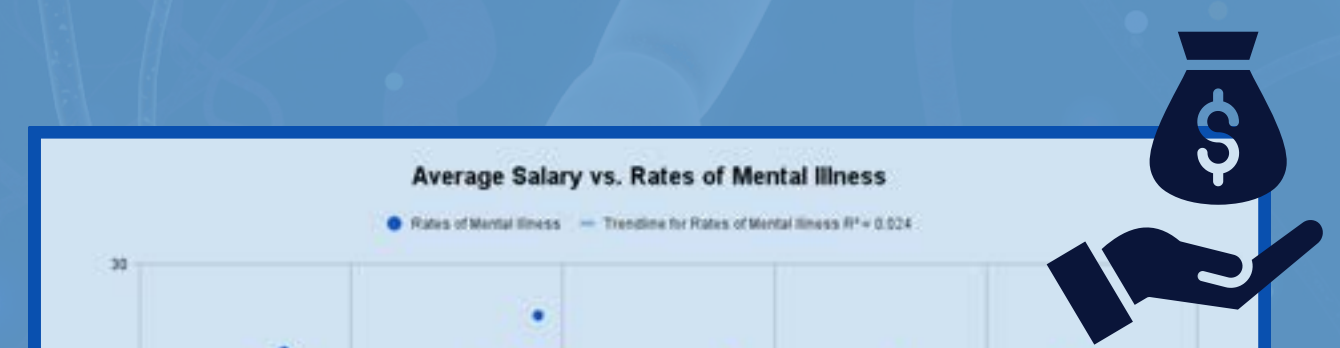 Average Salary vs. Rates of Mental Illness
Rates of Mental Illness Trendline for Rates of Mental Illness R² = 0.024
30
$